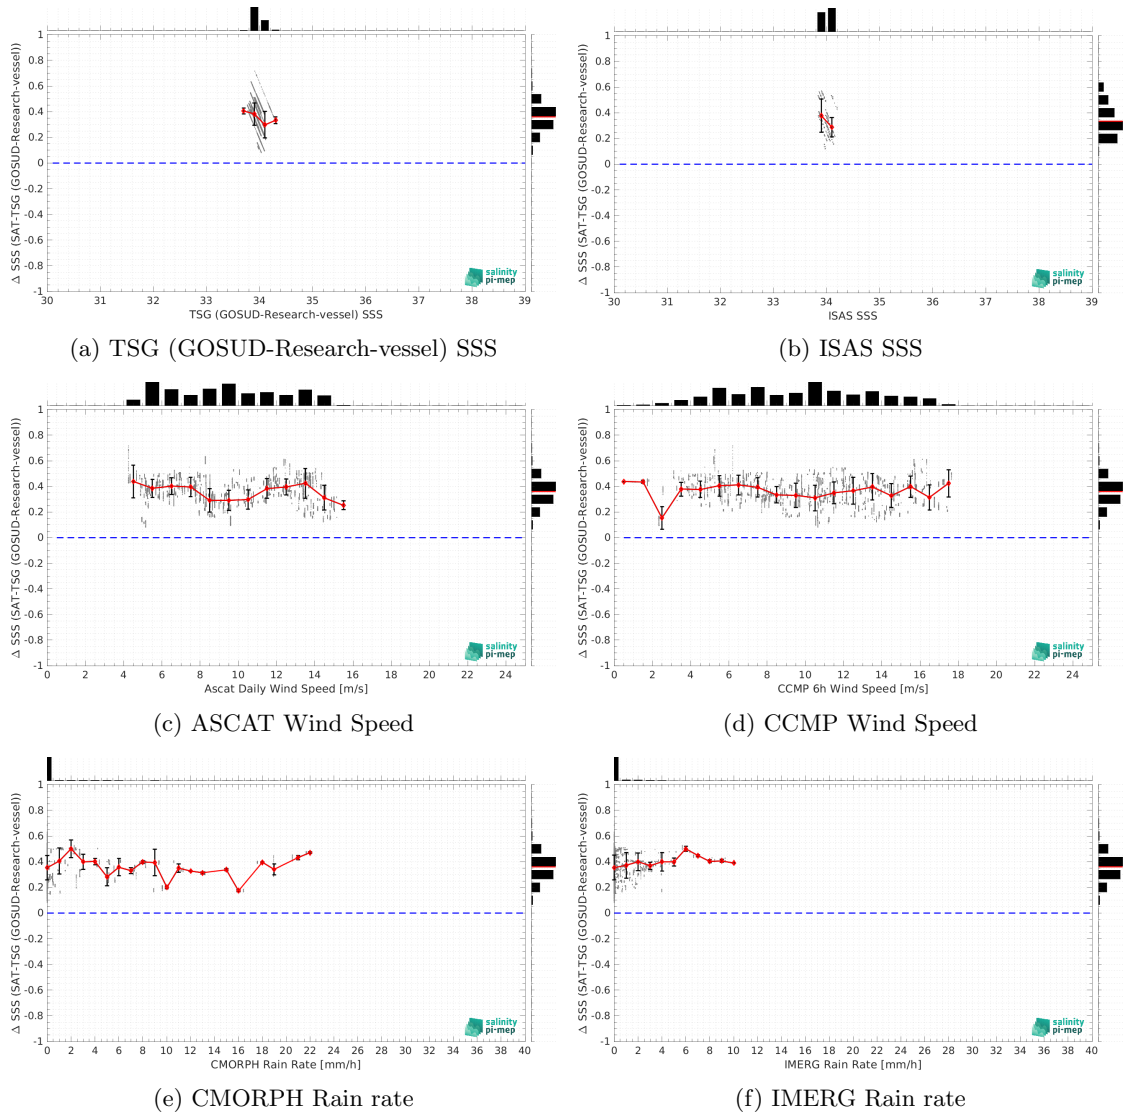 Δ SSS (SAT-TSG (GOSUD-Research-vessel))
1
0.8
0.6
0.4
0.2
0
-0.2
-0.4
-0.6
-0.8
-1
30 31 32 33 34 35 36 37 38 39
TSG (GOSUD-Research-vessel) SSS
salinity
pi-mep
(a) TSG (GOSUD-Research-vessel) SSS
Δ SSS (SAT-TSG (GOSUD-Research-vessel))
1
0.8
0.6
0.4
0.2
0
-0.2
-0.4
-0.6
-0.8
-1
30 31 32 33 34 35 36 37 38 39
ISAS SSS
salinity
pi-mep
(b) ISAS SSS
Δ SSS (SAT-TSG (GOSUD-Research-vessel))
1
0.8
0.6
0.4
0.2
0
-0.2
-0.4
-0.6
-0.8
-1
0 2 4 6 8 10 12 14 16 18 20 22 24
Ascat Daily Wind Speed [m/s]
salinity
pi-mep
(c) ASCAT Wind Speed
Δ SSS (SAT-TSG (GOSUD-Research-vessel))
1
0.8
0.6
0.4
0.2
0
-0.2
-0.4
-0.6
-0.8
-1
0 2 4 6 8 10 12 14 16 18 20 22 24
CCMP 6h Wind Speed [m/s]
salinity
pi-mep
(d) CCMP Wind Speed
Δ SSS (SAT-TSG (GOSUD-Research-vessel))
1
0.8
0.6
0.4
0.2
0
-0.2
-0.4
-0.6
-0.8
-1
0 2 4 6 8 10 12 14 16 18 20 22 24 26 28 30 32 34 36 38 40
CMORPH Rain Rate [mm/h]
salinity
pi-mep
(e) CMORPH Rain rate
Δ SSS (SAT-TSG (GOSUD-Research-vessel))
1
0.8
0.6
0.4
0.2
0
-0.2
-0.4
-0.6
-0.8
-1
0 2 4 6 8 10 12 14 16 18 20 22 24 26 28 30 32 34 36 38 40
IMERG Rain Rate [mm/h]
salinity
pi-mep
(f) IMERG Rain rate